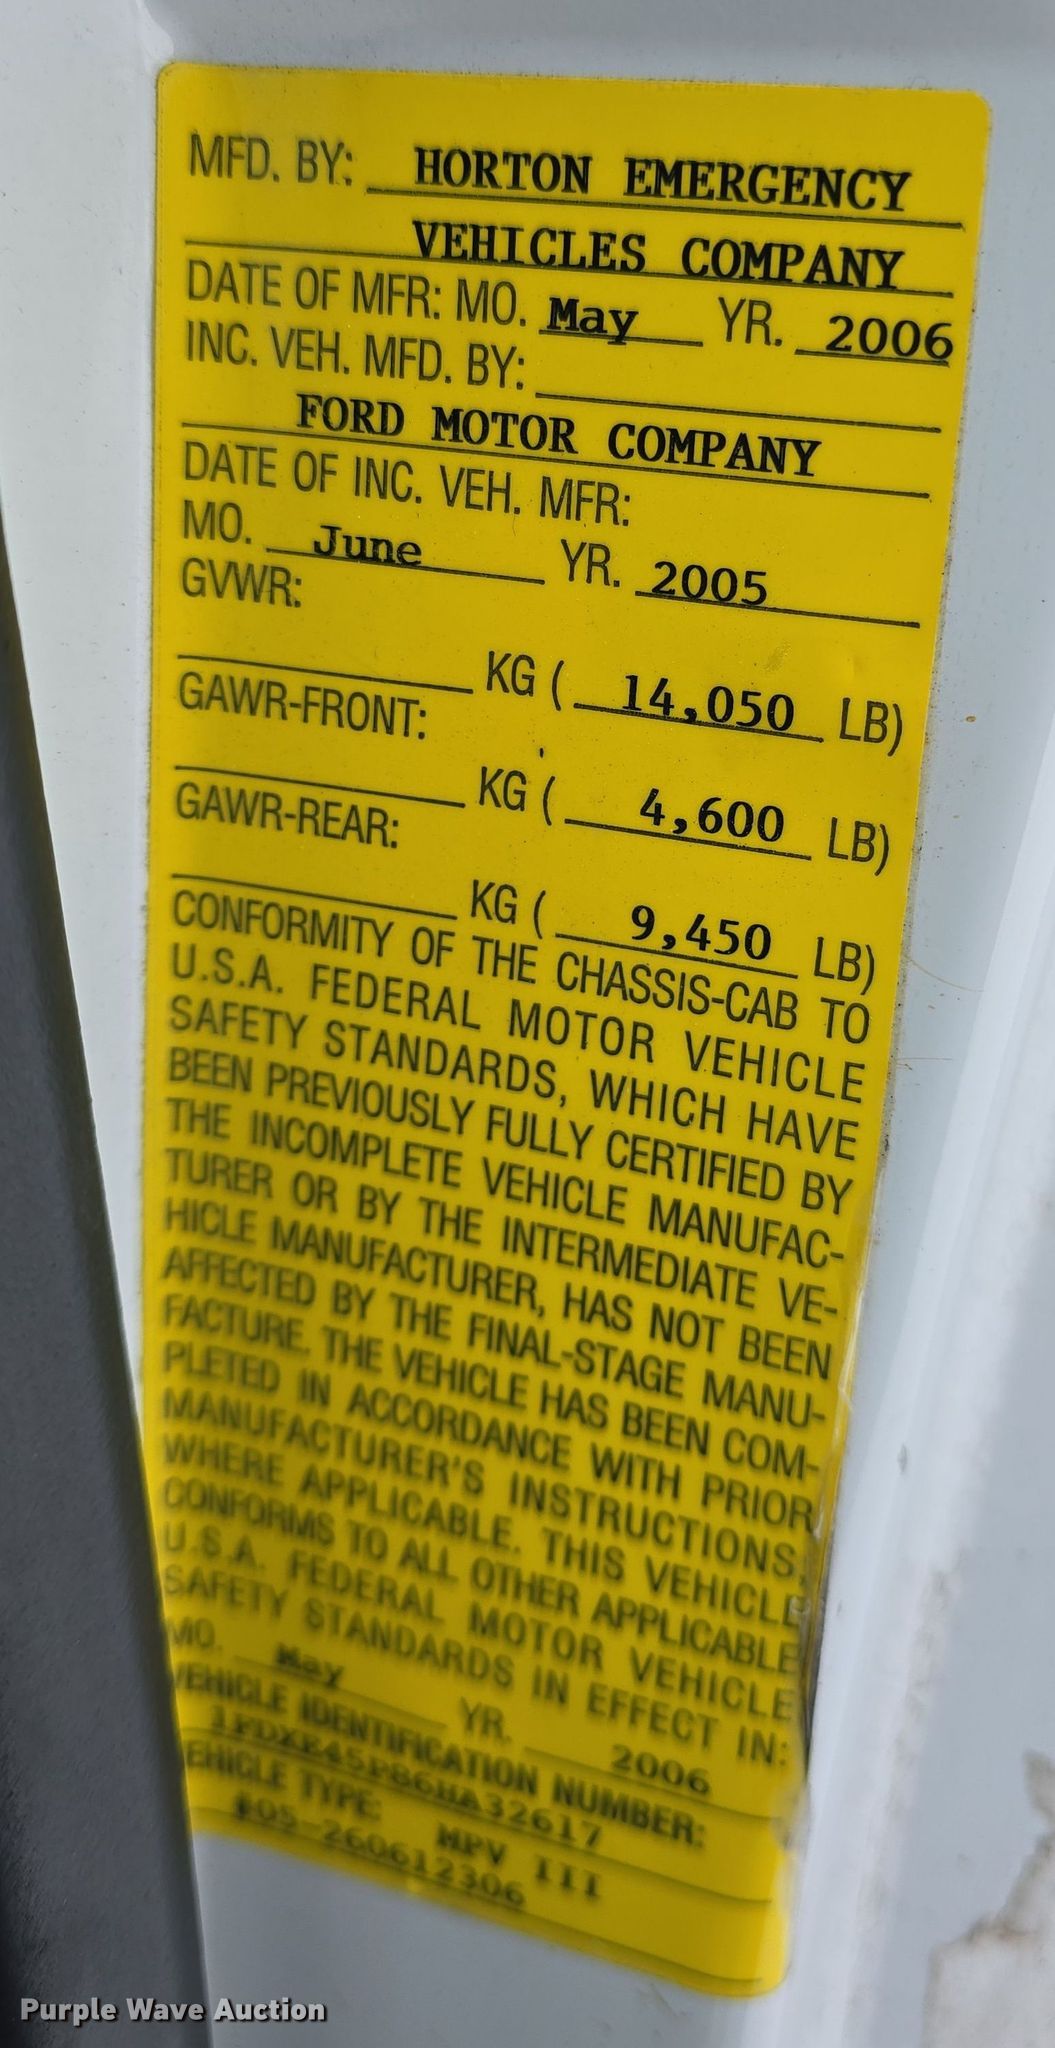 MFD. BY: HORTON EMERGENCY
VEHICLES COMPANY
DATE OF MFR: MO. May YR. 2006
INC. VEH. MFD. BY:
FORD MOTOR COMPANY
DATE OF INC. VEH. MFR:
MO. June YR. 2005
GVWR:
KG ( 14,050 LB)
GAWR-FRONT:
KG ( 4,600 LB)
GAWR-REAR:
KG ( 9,450 LB)
CONFORMITY OF THE CHASSIS-CAB TO
U.S.A. FEDERAL MOTOR VEHICLE
SAFETY STANDARDS, WHICH HAVE
BEEN PREVIOUSLY FULLY CERTIFIED BY
THE INCOMPLETE VEHICLE MANUFAC-
TURER OR BY THE INTERMEDIATE VE-
HICLE MANUFACTURER, HAS NOT BEEN
AFFECTED BY THE FINAL-STAGE MANU-
FACTURE. THE VEHICLE HAS BEEN COM-
PLETED IN ACCORDANCE WITH PRIOR
MANUFACTURER'S INSTRUCTIONS,
WHERE APPLICABLE. THIS VEHICLE
CONFORMS TO ALL OTHER APPLICABLE
U.S.A. FEDERAL MOTOR VEHICLE
SAFETY STANDARDS IN EFFECT IN:
MO. May YR. 2006
VEHICLE IDENTIFICATION NUMBER:
1FDXE45P86HA32617
VEHICLE TYPE: MPV III
#05-260612306
Purple Wave Auction